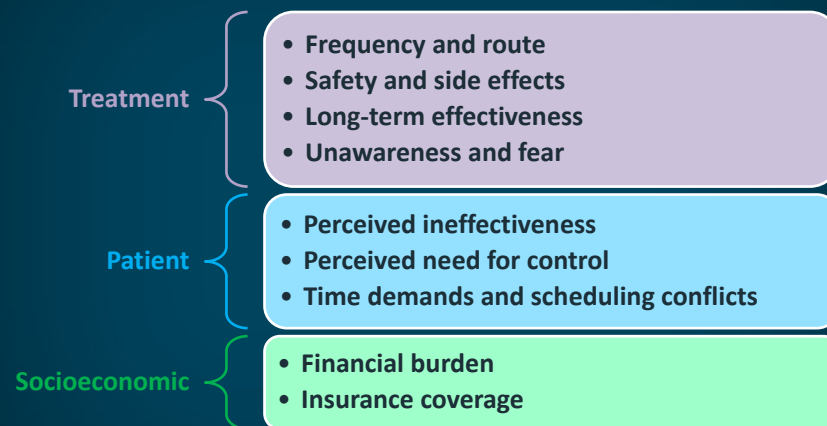 Treatment
• Frequency and route
• Safety and side effects
• Long-term effectiveness
• Unawareness and fear
Patient
• Perceived ineffectiveness
• Perceived need for control
• Time demands and scheduling conflicts
Socioeconomic
• Financial burden
• Insurance coverage